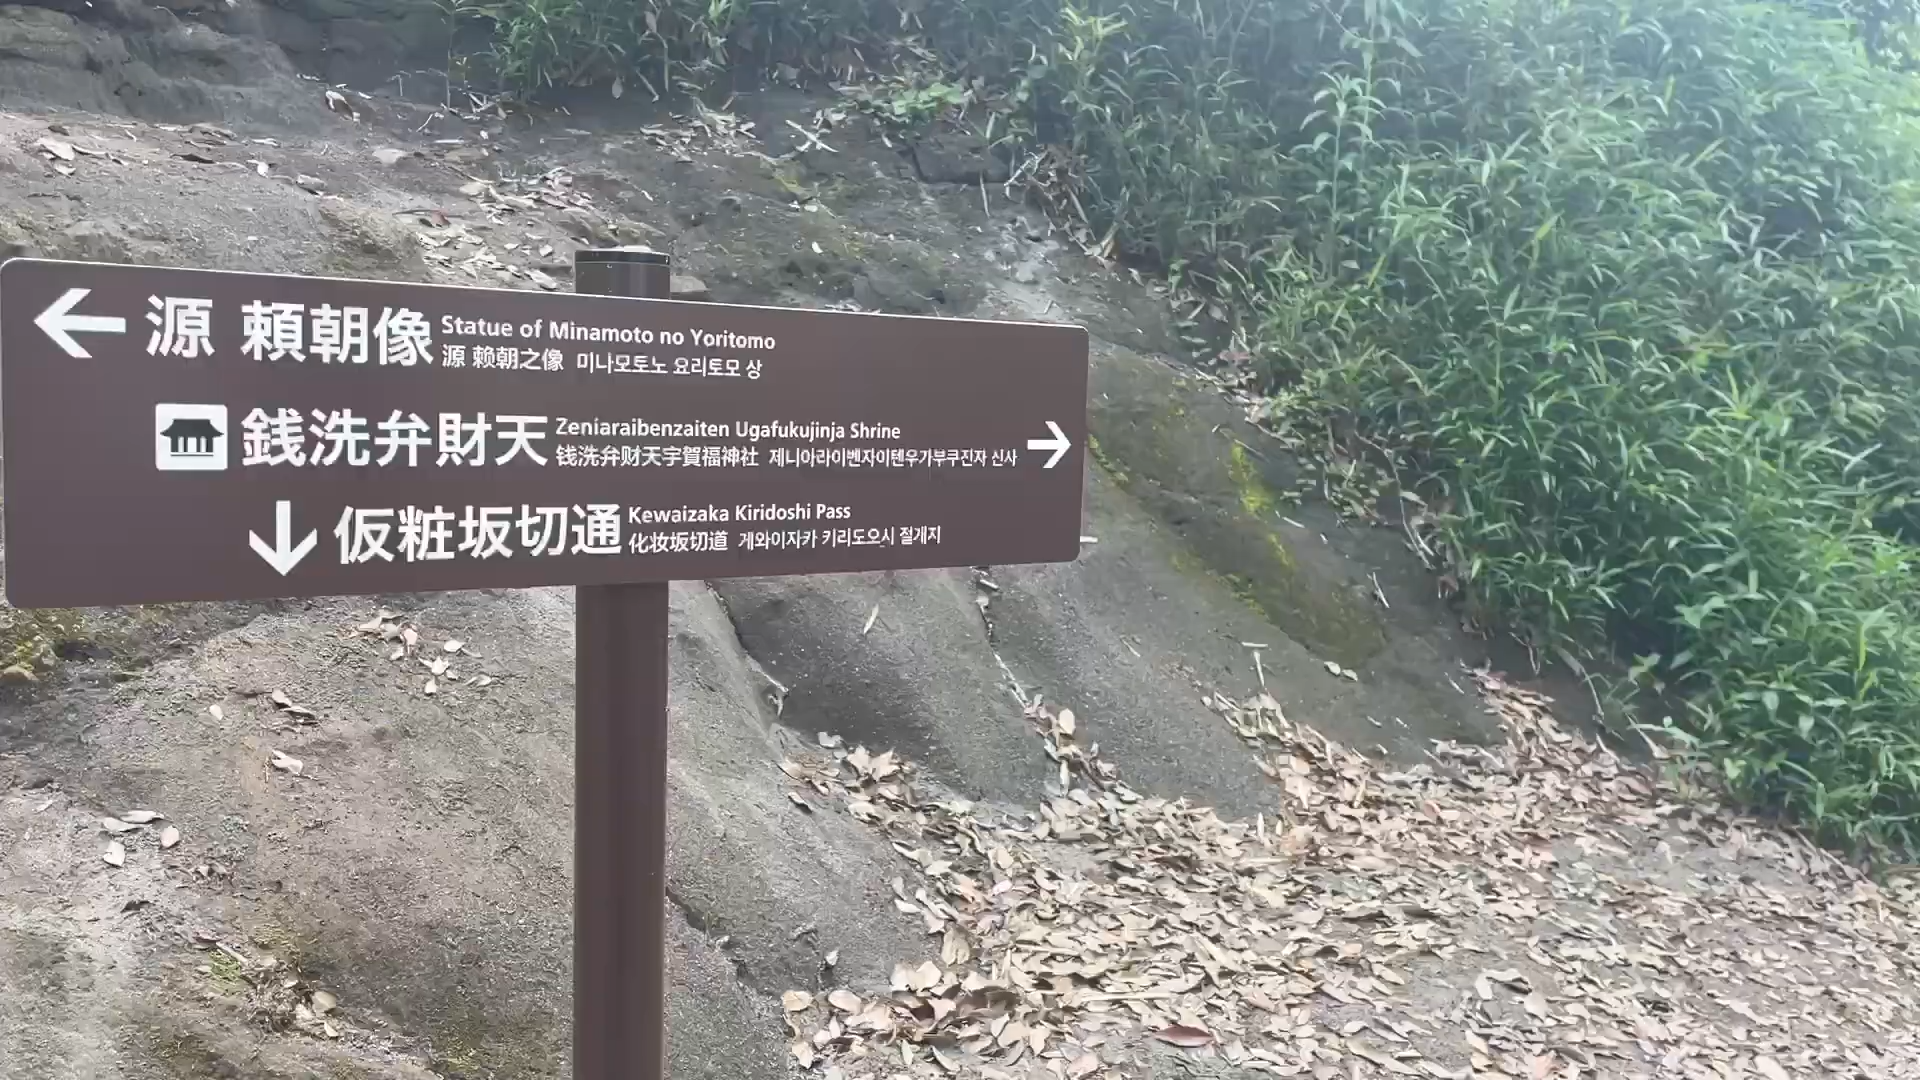 源 頼朝像 Statue of Minamoto no Yoritomo
源 赖朝之像 미나모토노 요리토모 상
銭洗弁財天 Zeniaraibenzaiten Ugafukujinja Shrine
钱洗弁财天宇賀福神社 제니아라이벤자이텐우가부쿠진자 신사
仮粧坂切通 Kewaizaka Kiridoshi Pass
化妆坂切道 게와이자카 키리도오시 절개지